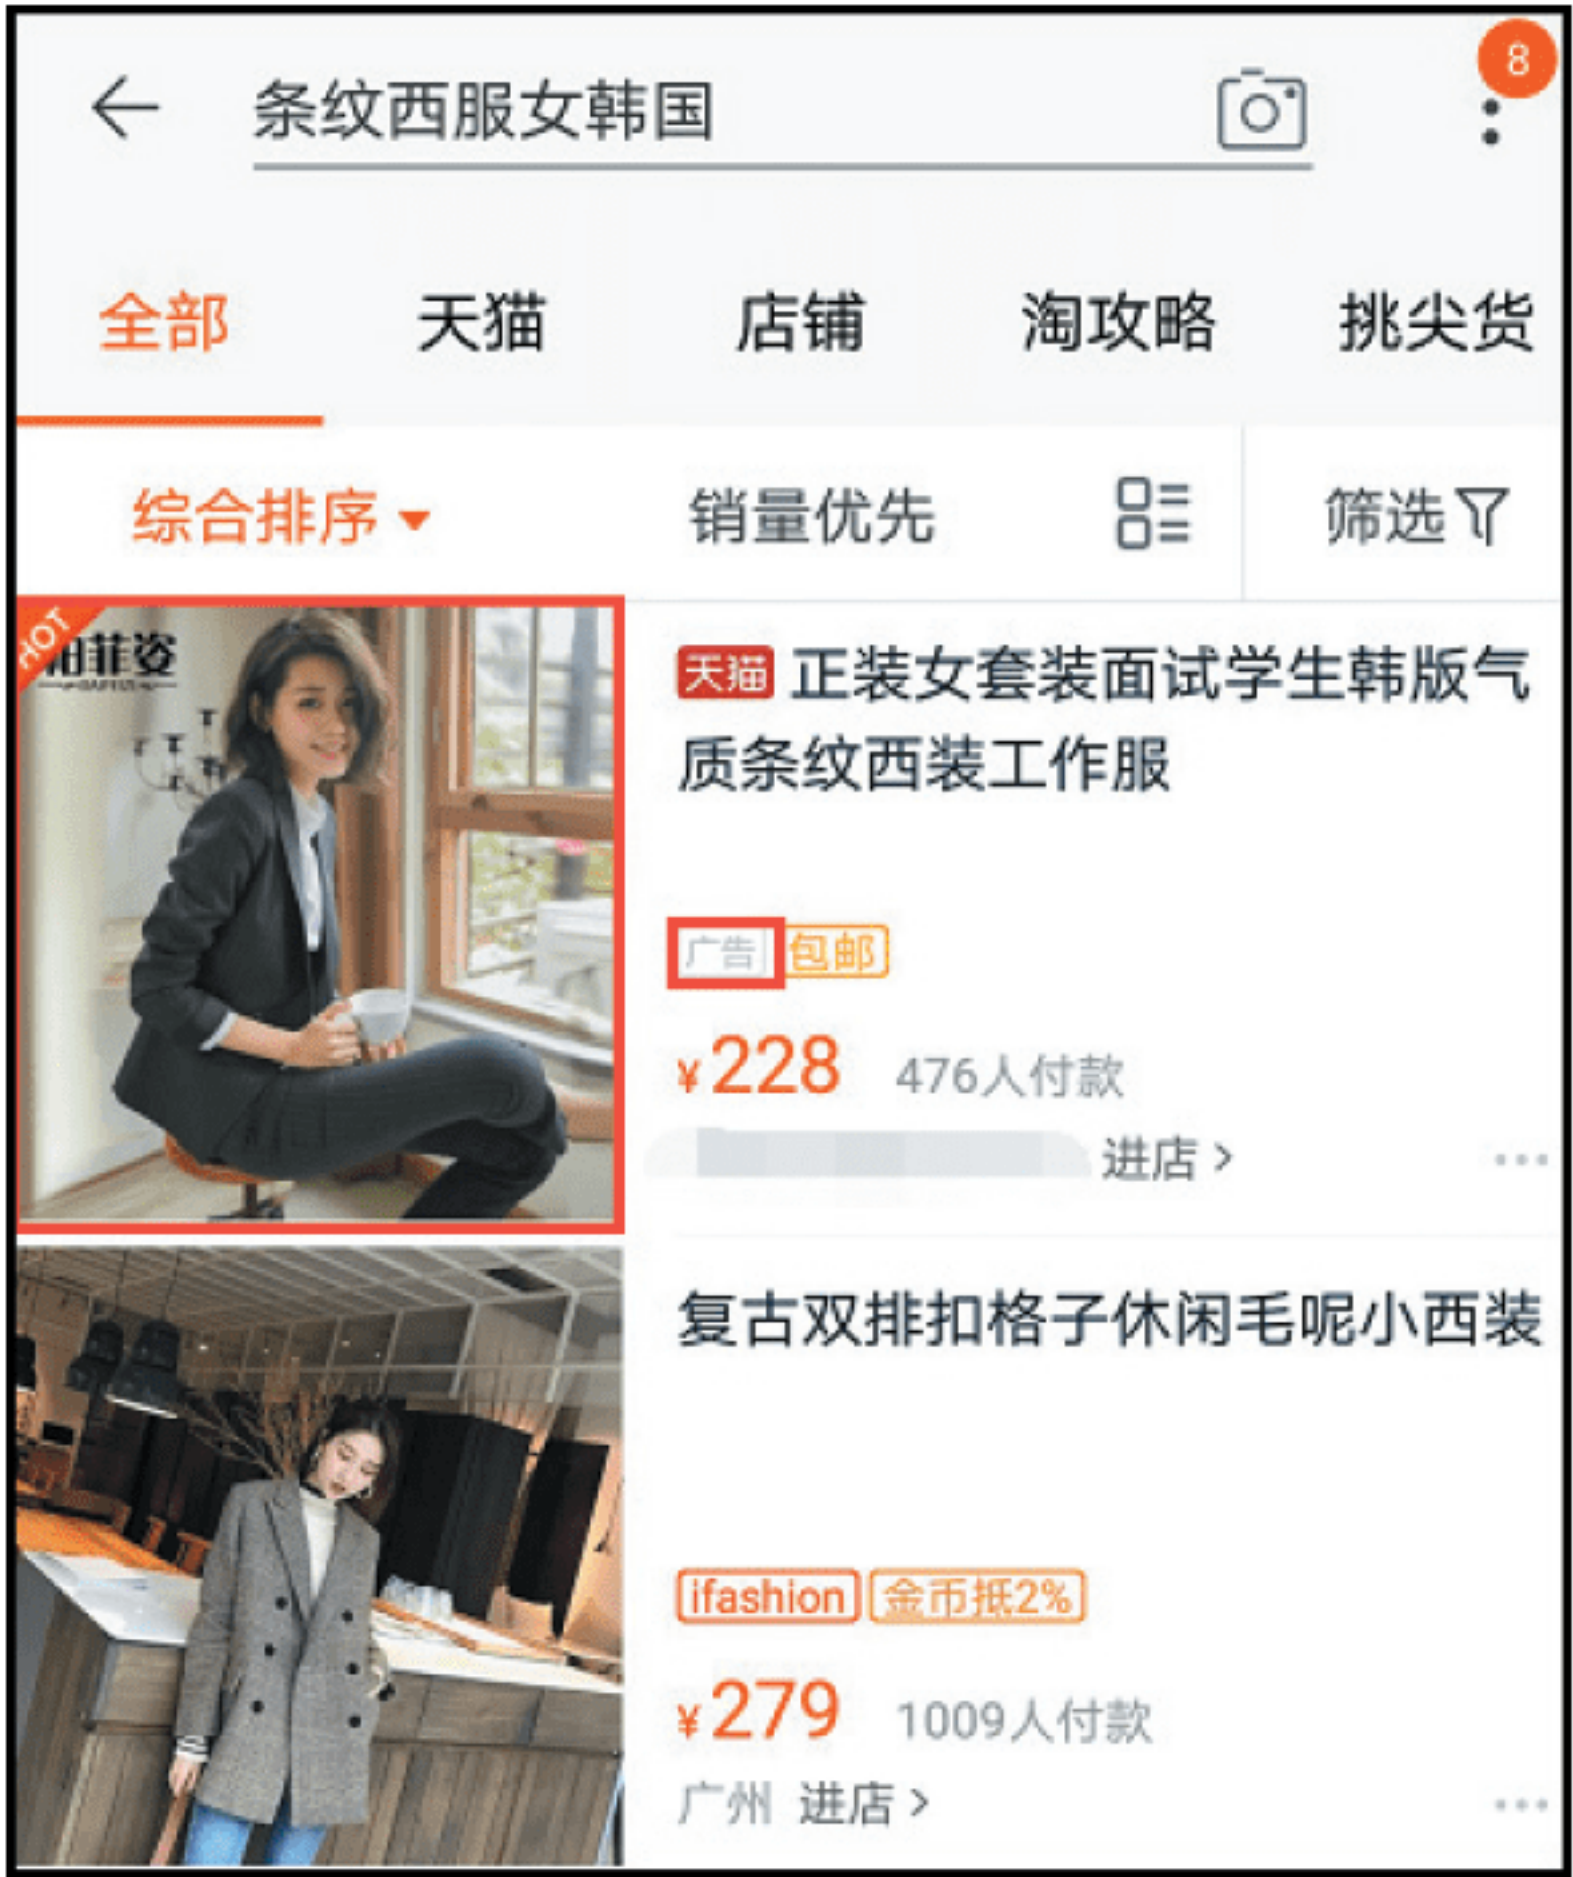 条纹西服女韩国
8
全部 天猫 店铺 淘攻略 挑尖货
综合排序 销量优先 筛选
HOT
菲姿
天猫 正装女套装面试学生韩版气
质条纹西装工作服
广告 包邮
¥228 476人付款
进店 >
复古双排扣格子休闲毛呢小西装
ifashion 金币抵2%
¥279 1009人付款
广州 进店 >